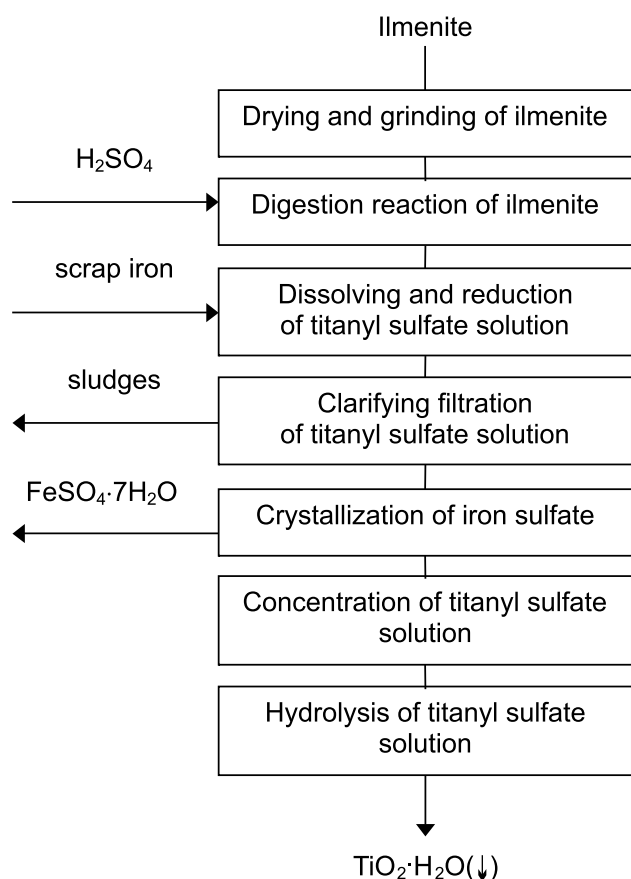 Ilmenite
Drying and grinding of ilmenite
H₂SO₄
Digestion reaction of ilmenite
scrap iron
Dissolving and reduction
of titanyl sulfate solution
sludges
Clarifying filtration
of titanyl sulfate solution
FeSO₄·7H₂O
Crystallization of iron sulfate
Concentration of titanyl sulfate
solution
Hydrolysis of titanyl sulfate
solution
TiO₂·H₂O(↓)